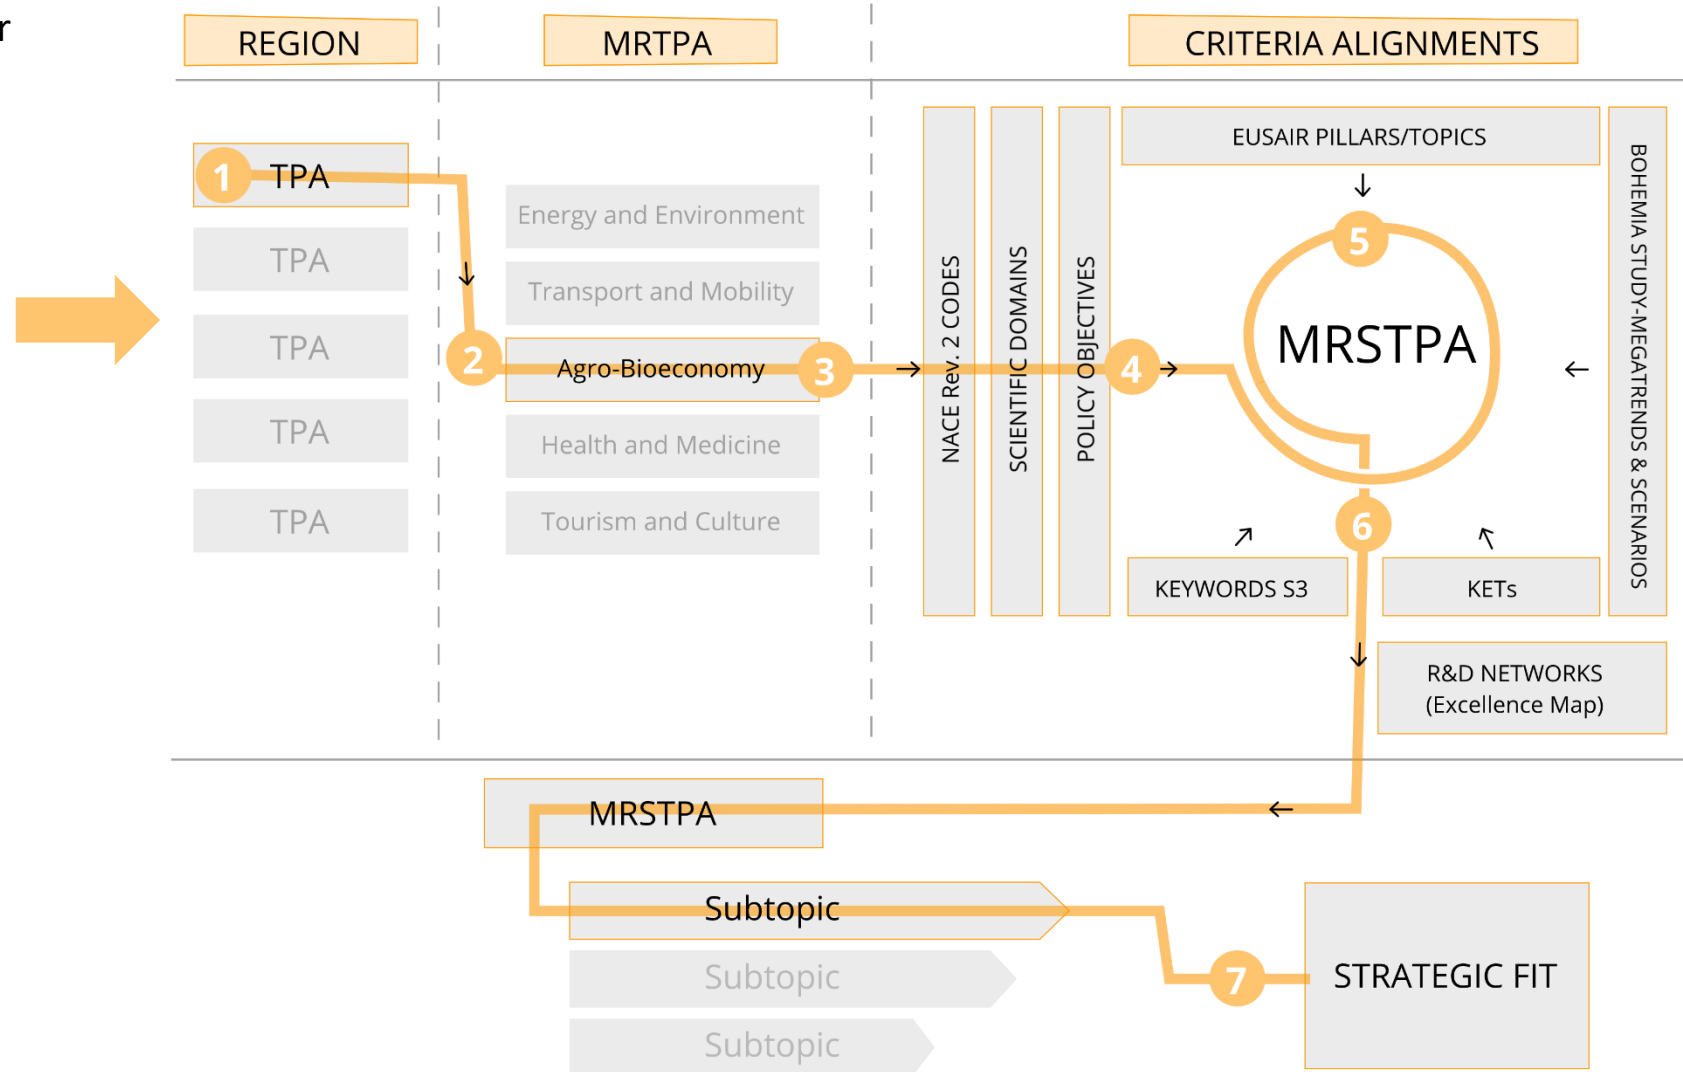 r
REGION
MRTPA
CRITERIA ALIGNMENTS
1
TPA
TPA
TPA
TPA
TPA
2
Energy and Environment
Transport and Mobility
Agro-Bioeconomy
3
Health and Medicine
Tourism and Culture
NACE Rev. 2 CODES
SCIENTIFIC DOMAINS
POLICY OBJECTIVES
4
EUSAIR PILLARS/TOPICS
5
MRSTPA
BOHEMIA STUDY-MEGATRENDS & SCENARIOS
6
KEYWORDS S3
KETs
R&D NETWORKS
(Excellence Map)
MRSTPA
Subtopic
Subtopic
Subtopic
7
STRATEGIC FIT